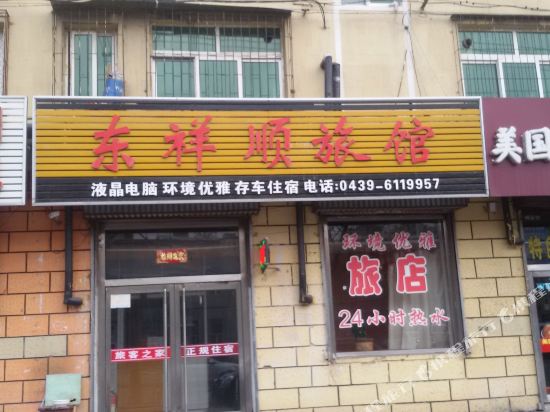 东祥顺旅馆
液晶电脑 环境优雅 存车住宿 电话:0439-6119957
美国
环境优雅
旅店
24小时热水
旅客之家 正规住宿
特